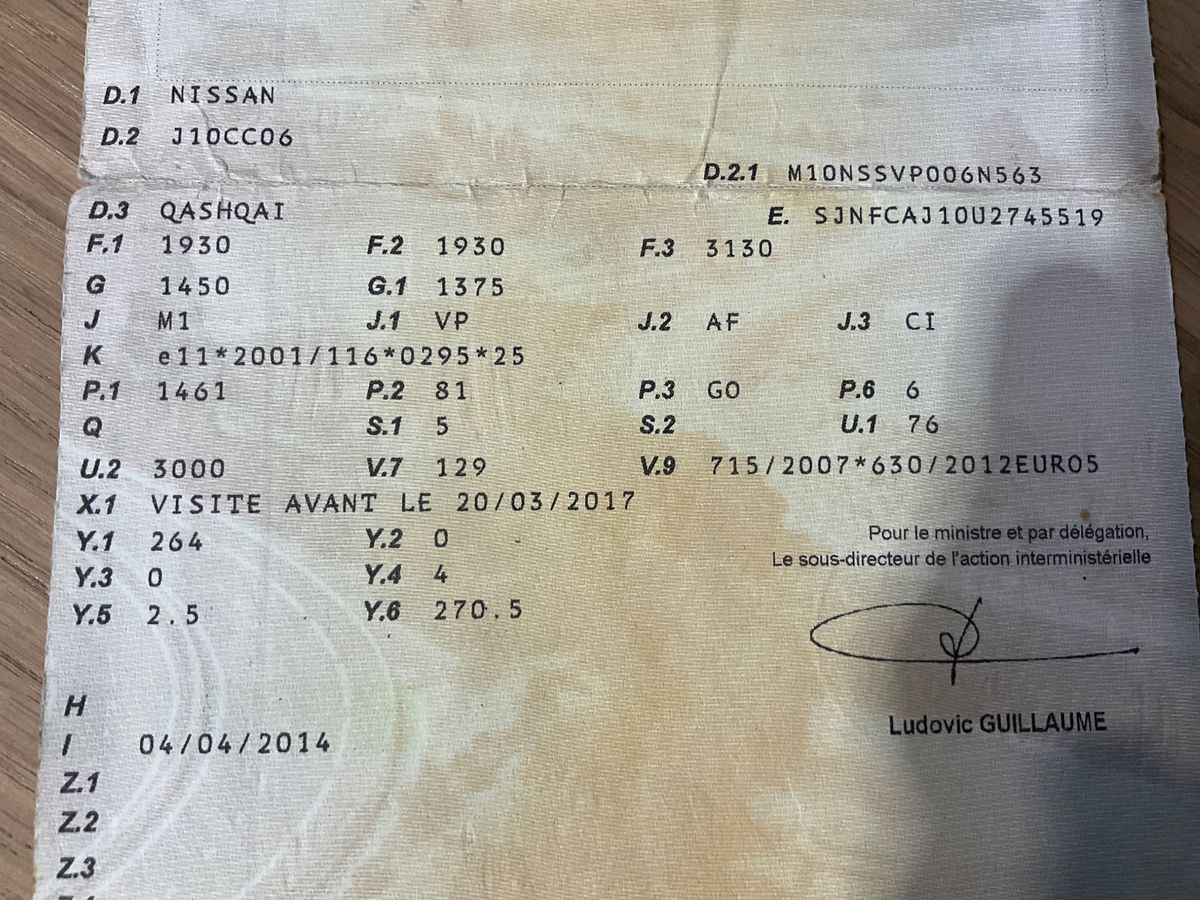 D.1 NISSAN
D.2 J10CC06
D.2.1 M10NSSVP006N563
D.3 QASHQAI E. SJNFCAJ10U2745519
F.1 1930 F.2 1930 F.3 3130
G 1450 G.1 1375
J M1 J.1 VP J.2 AF J.3 CI
K e11*2001/116*0295*25
P.1 1461 P.2 81 P.3 GO P.6 6
Q S.1 5 S.2 U.1 76
U.2 3000 V.7 129 V.9 715/2007*630/2012EURO5
X.1 VISITE AVANT LE 20/03/2017
Y.1 264 Y.2 0
Y.3 0 Y.4 4
Y.5 2.5 Y.6 270.5
Pour le ministre et par délégation,
Le sous-directeur de l'action interministérielle
Ludovic GUILLAUME
H
I 04/04/2014
Z.1
Z.2
Z.3